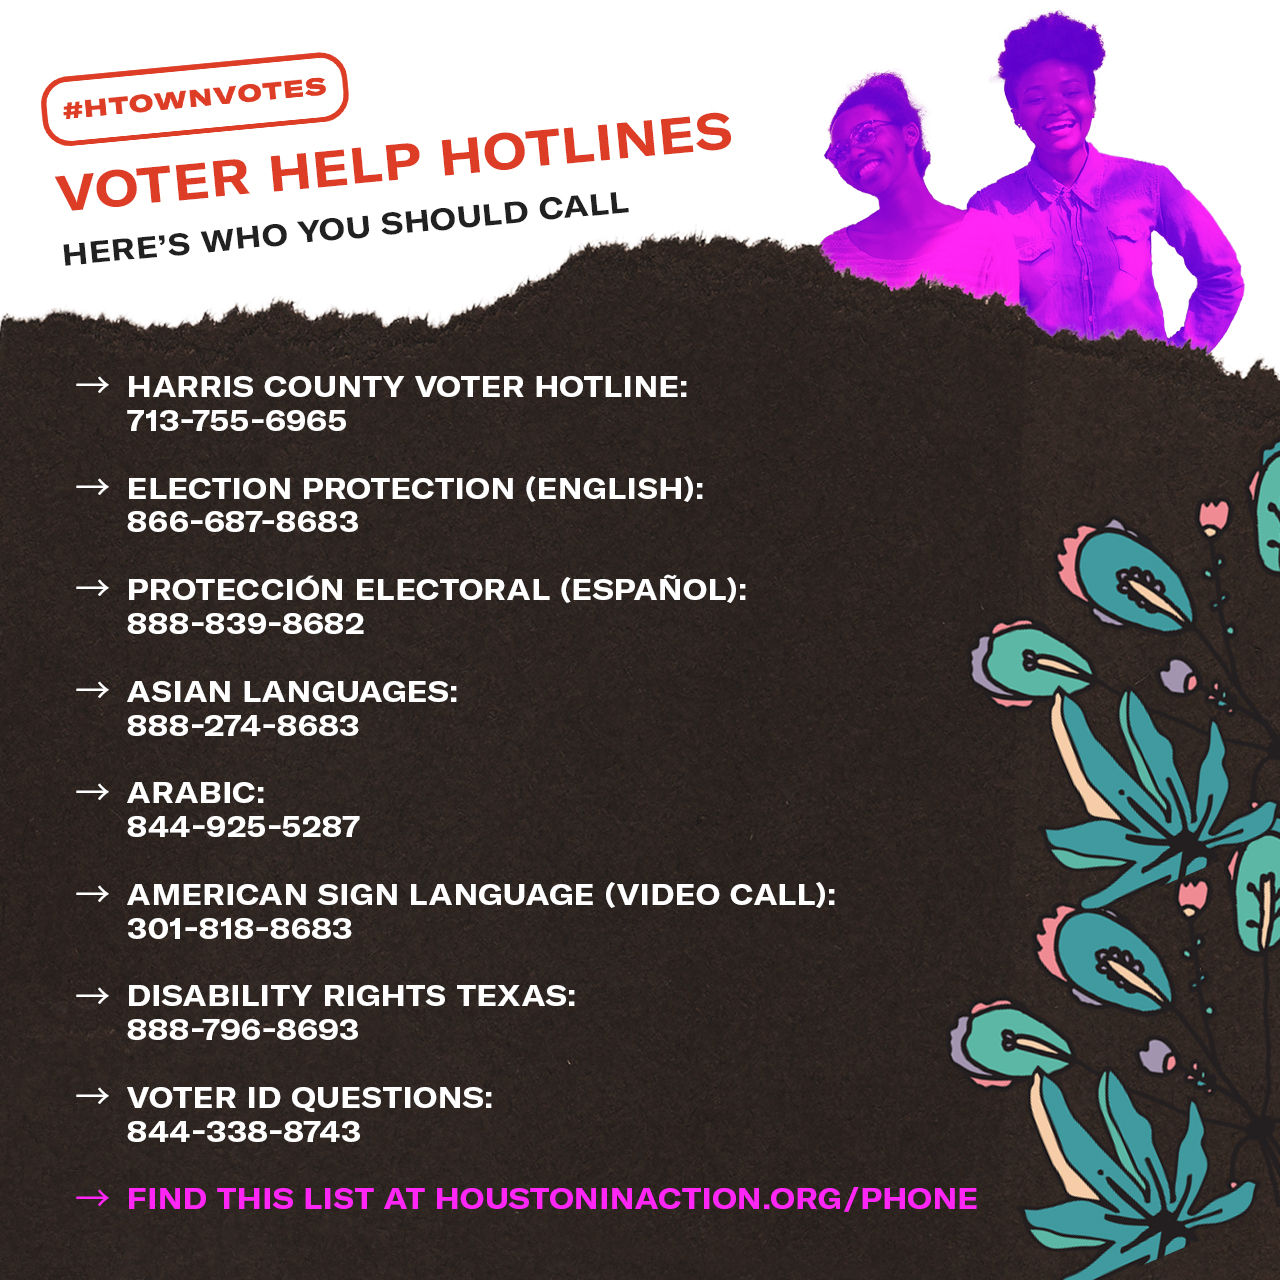 #HTOWNVOTES
VOTER HELP HOTLINES
HERE'S WHO YOU SHOULD CALL
→ HARRIS COUNTY VOTER HOTLINE:
713-755-6965
→ ELECTION PROTECTION (ENGLISH):
866-687-8683
→ PROTECCIÓN ELECTORAL (ESPAÑOL):
888-839-8682
→ ASIAN LANGUAGES:
888-274-8683
→ ARABIC:
844-925-5287
→ AMERICAN SIGN LANGUAGE (VIDEO CALL):
301-818-8683
→ DISABILITY RIGHTS TEXAS:
888-796-8693
→ VOTER ID QUESTIONS:
844-338-8743
→ FIND THIS LIST AT HOUSTONINACTION.ORG/PHONE